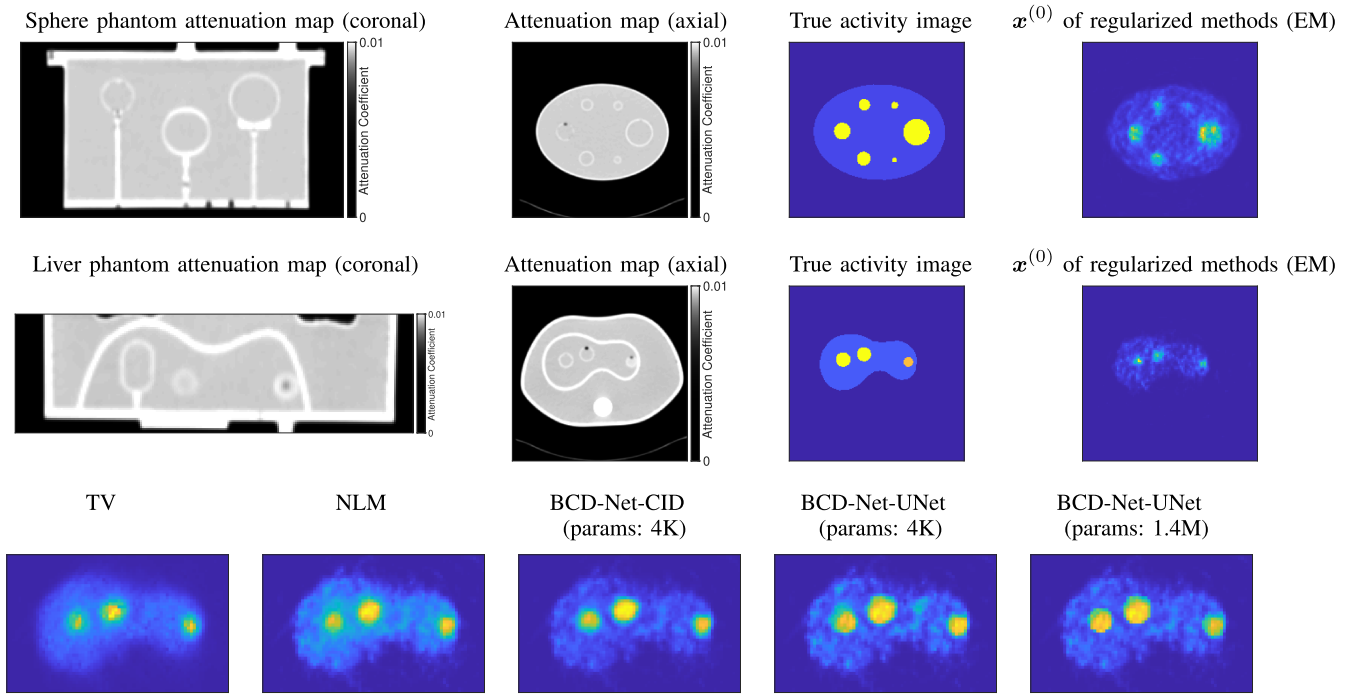 Sphere phantom attenuation map (coronal)
Attenuation map (axial)
True activity image
x^(0) of regularized methods (EM)
0.01
Attenuation Coefficient
0
0.01
Attenuation Coefficient
0
Liver phantom attenuation map (coronal)
Attenuation map (axial)
True activity image
x^(0) of regularized methods (EM)
0.01
Attenuation Coefficient
0
0.01
Attenuation Coefficient
0
TV
NLM
BCD-Net-CID
(params: 4K)
BCD-Net-UNet
(params: 4K)
BCD-Net-UNet
(params: 1.4M)